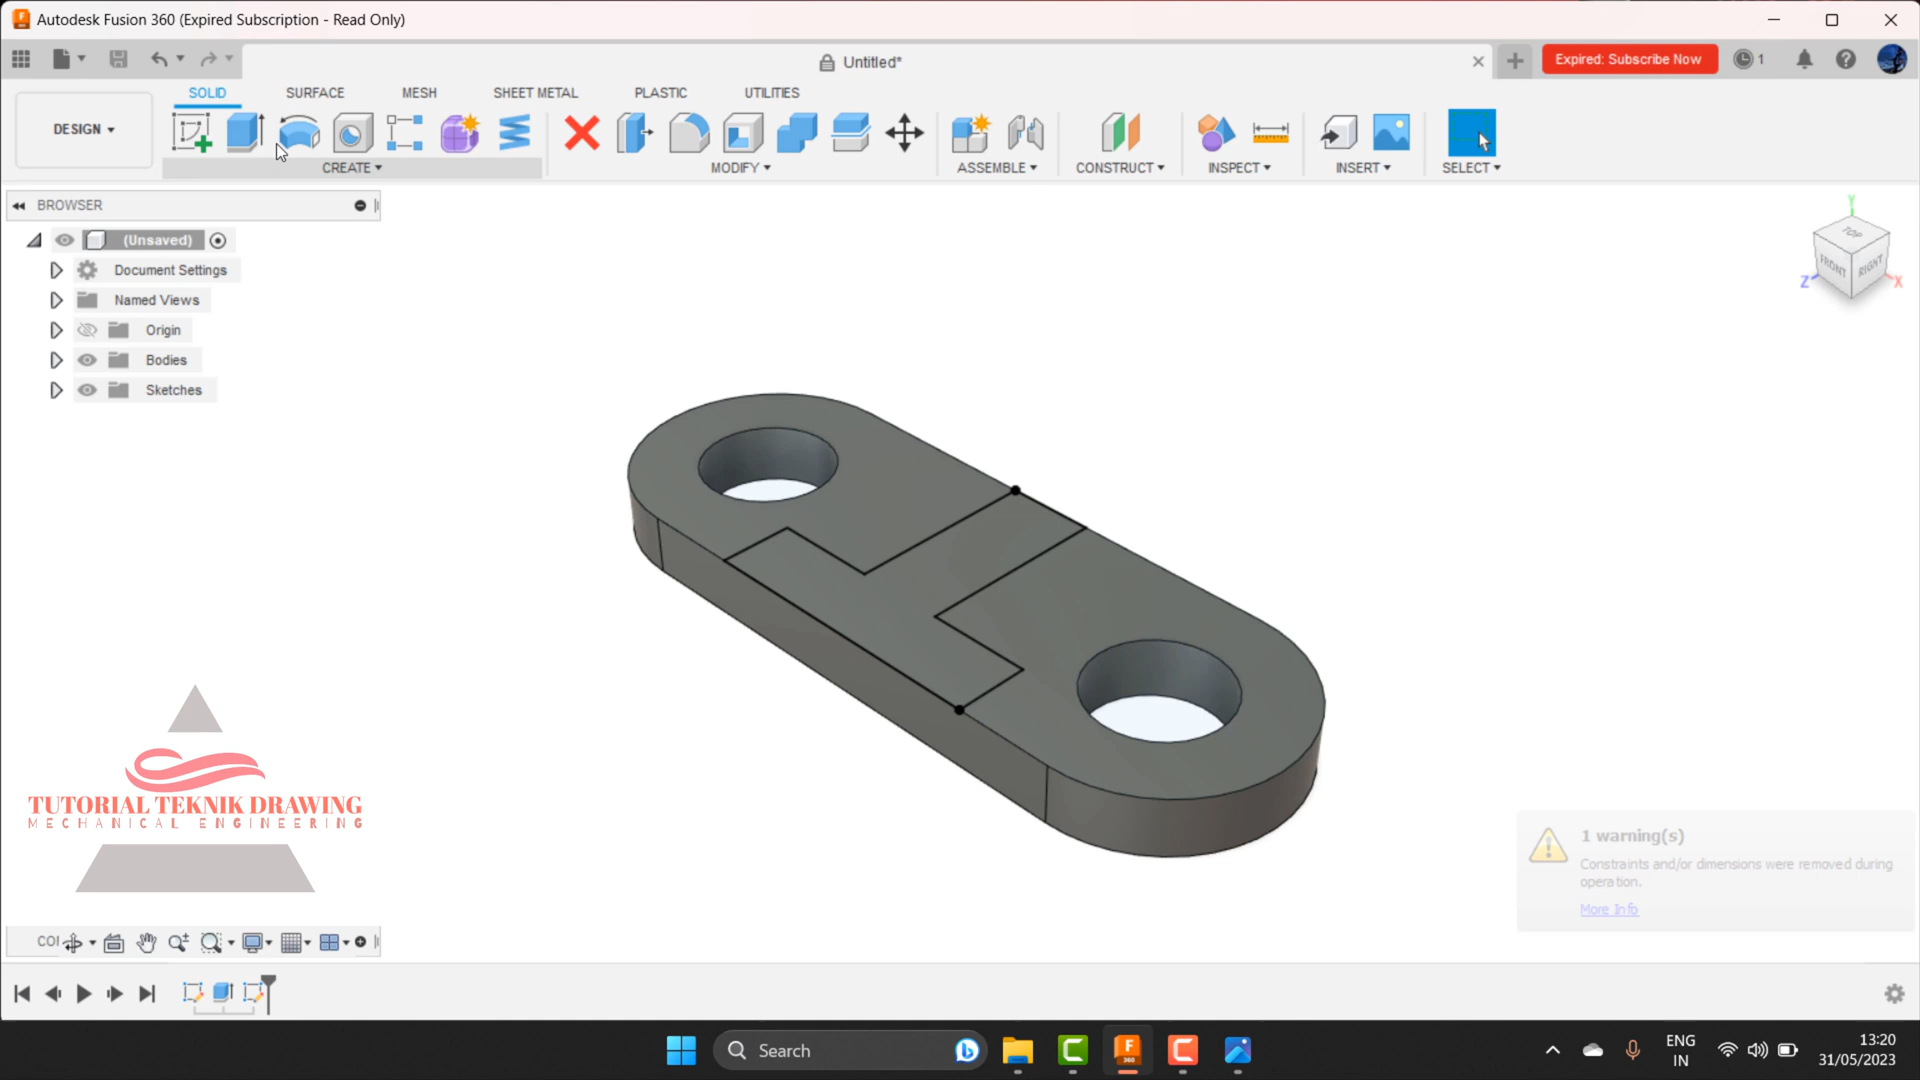 Autodesk Fusion 360 (Expired Subscription - Read Only)
Untitled*
Expired: Subscribe Now
1
SOLID SURFACE MESH SHEET METAL PLASTIC UTILITIES
DESIGN
CREATE MODIFY ASSEMBLE CONSTRUCT INSPECT INSERT SELECT
BROWSER
(Unsaved)
Document Settings
Named Views
Origin
Bodies
Sketches
Y
TOP
FRONT RIGHT
Z X
TUTORIAL TEKNIK DRAWING
MECHANICAL ENGINEERING
1 warning(s)
Constraints and/or dimensions were removed during
operation.
More Info
CO
Search
F
360
ENG
IN
13:20
31/05/2023